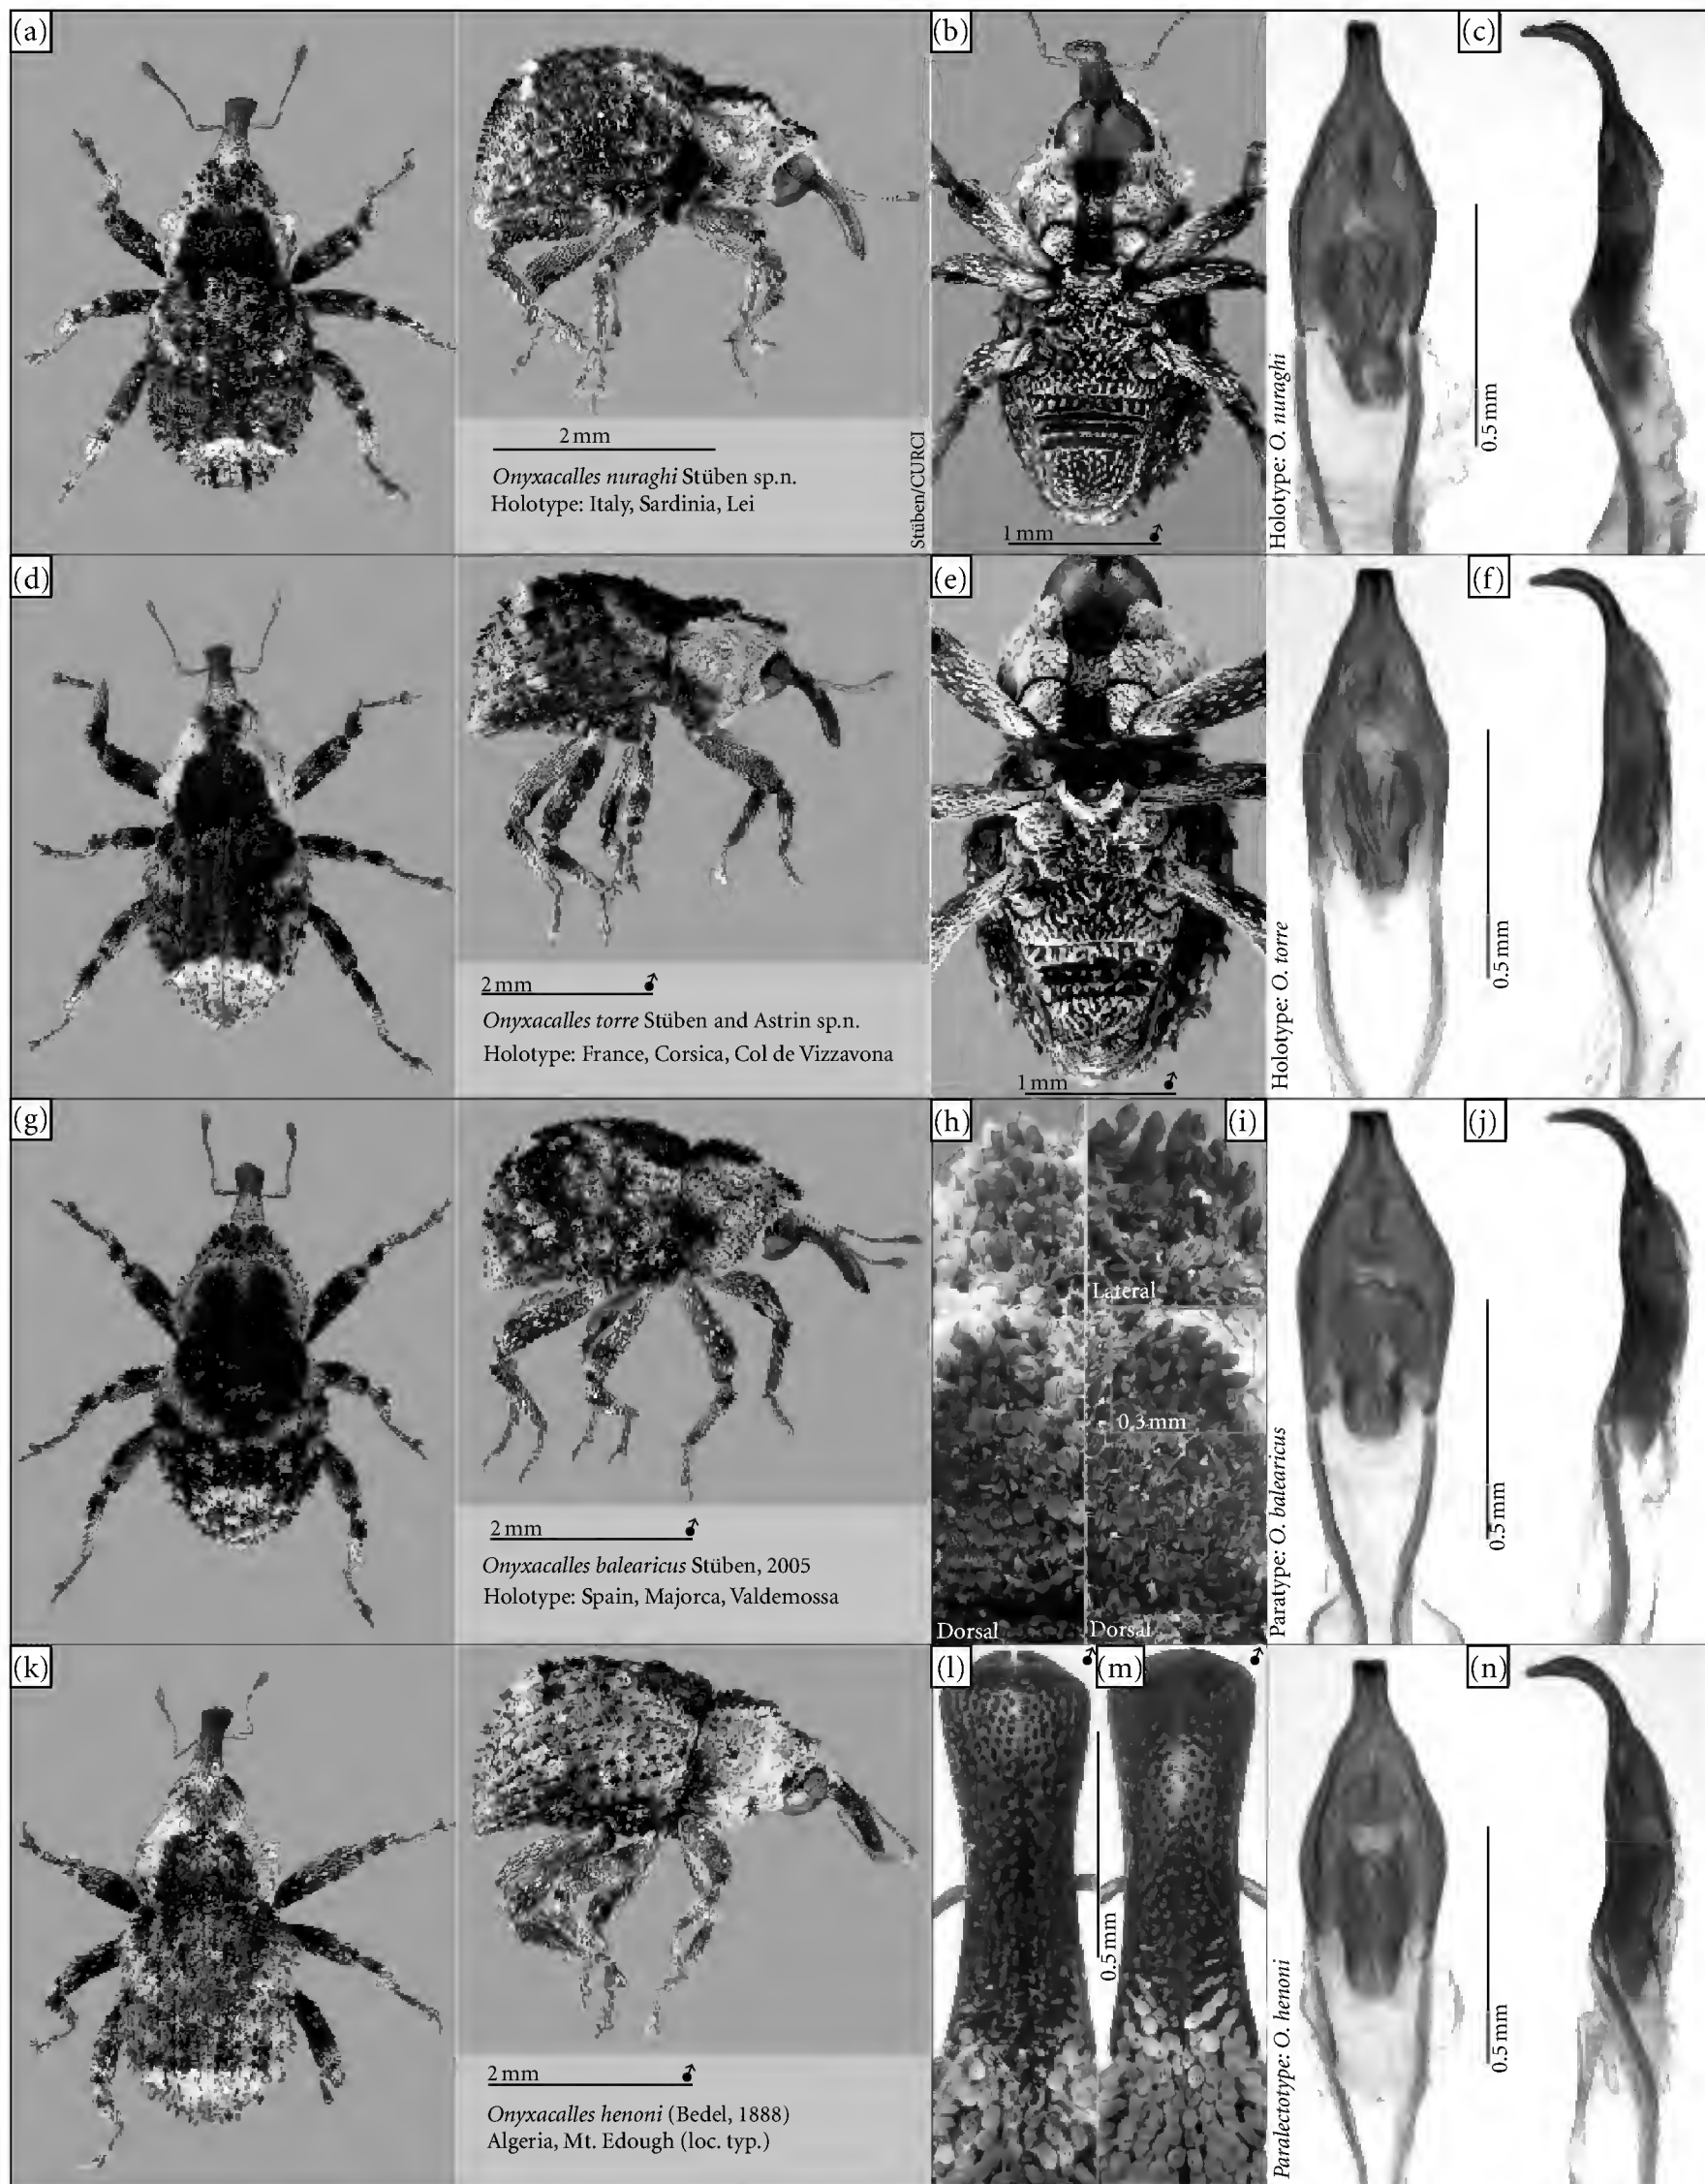 (a)
2 mm
Onyxacalles nuraghi Stüben sp.n.
Holotype: Italy, Sardinia, Lei
Stüben/CURCI
(b)
1 mm ♂
(c)
Holotype: O. nuraghi
0.5 mm
(d)
2 mm ♂
Onyxacalles torre Stüben and Astrin sp.n.
Holotype: France, Corsica, Col de Vizzavona
(e)
1 mm ♂
(f)
Holotype: O. torre
0.5 mm
(g)
2 mm ♂
Onyxacalles balearicus Stüben, 2005
Holotype: Spain, Majorca, Valdemossa
(h)
Dorsal
(i)
Lateral
0.3 mm
Dorsal
(j)
Paratype: O. balearicus
0.5 mm
(k)
2 mm ♂
Onyxacalles henoni (Bedel, 1888)
Algeria, Mt. Edough (loc. typ.)
(l) ♂
(m) ♂
0.5 mm
(n)
Paralectotype: O. henoni
0.5 mm